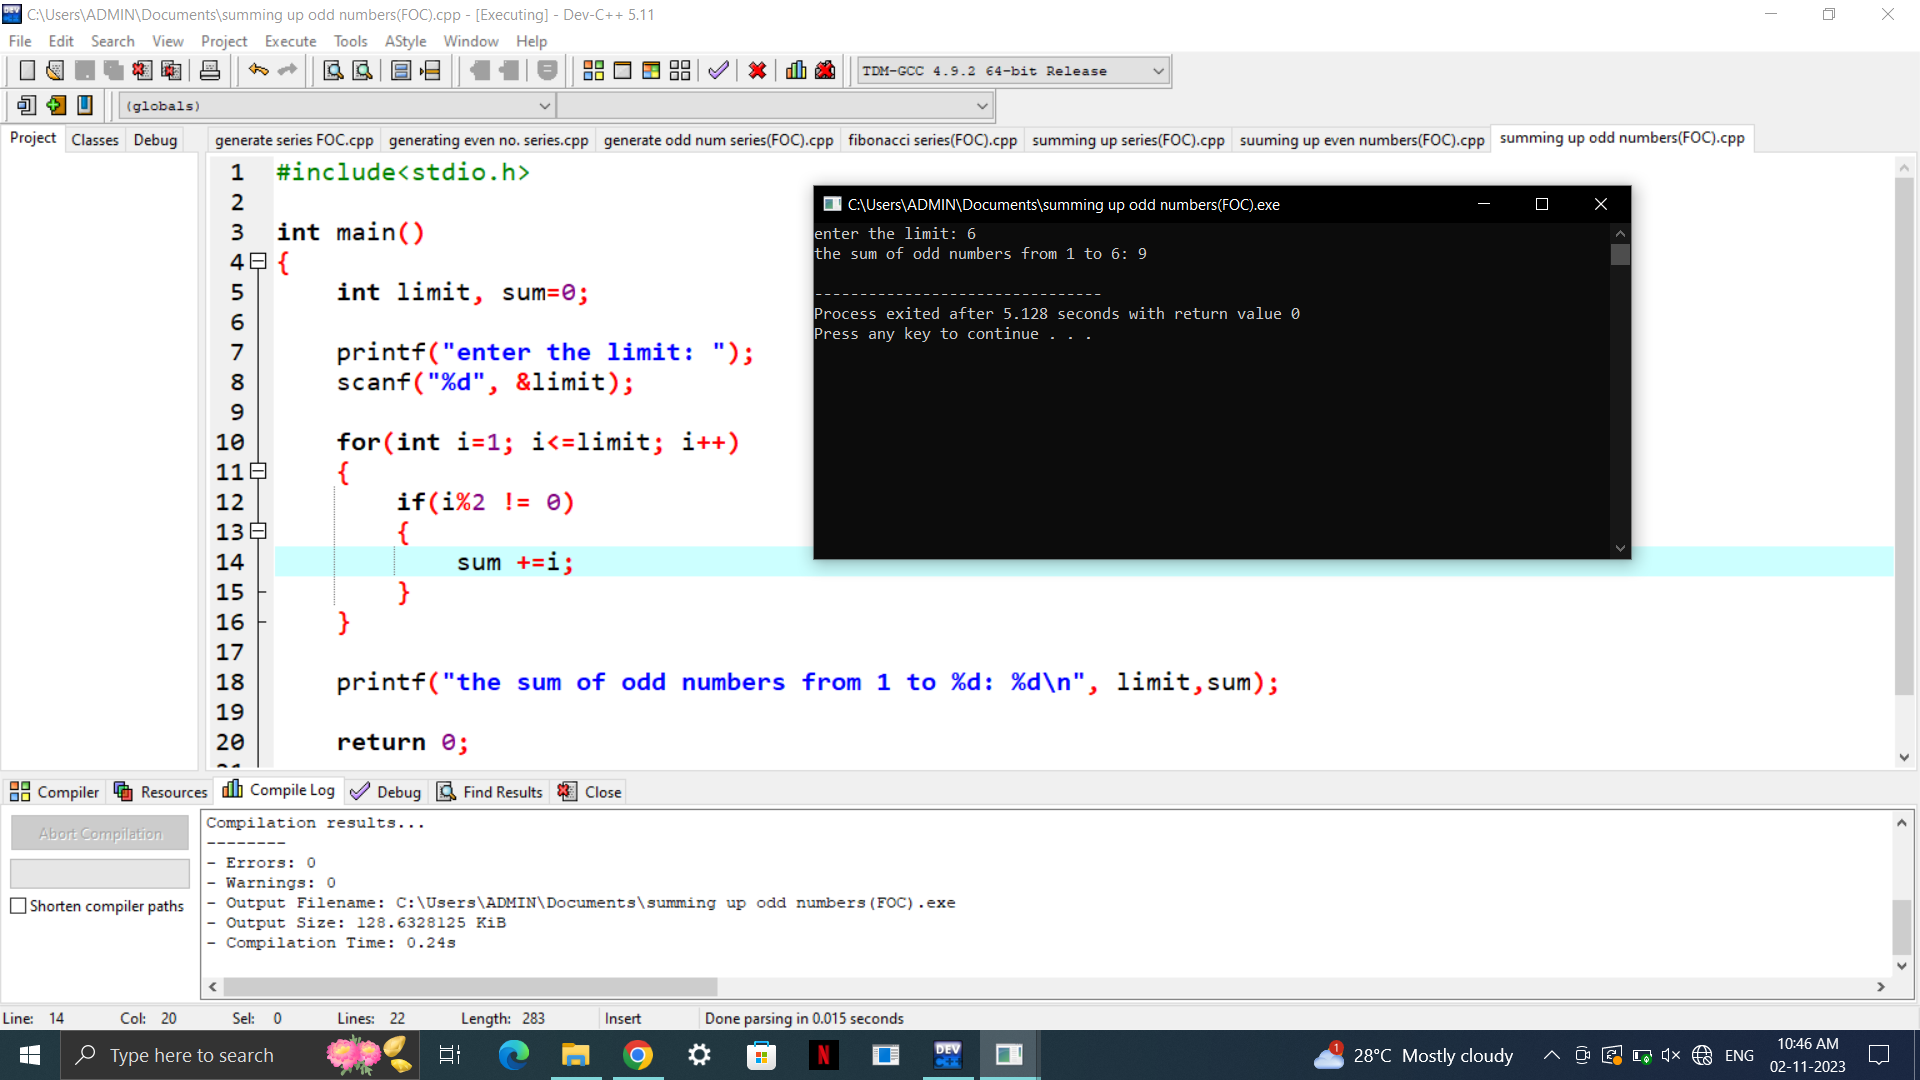 C:\Users\ADMIN\Documents\summing up odd numbers(FOC).cpp - [Executing] - Dev-C++ 5.11
File Edit Search View Project Execute Tools AStyle Window Help
TDM-GCC 4.9.2 64-bit Release
(globals)
Project Classes Debug
generate series FOC.cpp generating even no. series.cpp generate odd num series(FOC).cpp fibonacci series(FOC).cpp summing up series(FOC).cpp suuming up even numbers(FOC).cpp summing up odd numbers(FOC).cpp
1 #include<stdio.h>
2
3 int main()
4 {
5 int limit, sum=0;
6
7 printf("enter the limit: ");
8 scanf("%d", &limit);
9
10 for(int i=1; i<=limit; i++)
11 {
12 if(i%2 != 0)
13 {
14 sum +=i;
15 }
16 }
17
18 printf("the sum of odd numbers from 1 to %d: %d\n", limit,sum);
19
20 return 0;
C:\Users\ADMIN\Documents\summing up odd numbers(FOC).exe
enter the limit: 6
the sum of odd numbers from 1 to 6: 9
--------------------------------
Process exited after 5.128 seconds with return value 0
Press any key to continue . . .
Compiler Resources Compile Log Debug Find Results Close
Abort Compilation
Shorten compiler paths
Compilation results...
--------
- Errors: 0
- Warnings: 0
- Output Filename: C:\Users\ADMIN\Documents\summing up odd numbers(FOC).exe
- Output Size: 128.6328125 KiB
- Compilation Time: 0.24s
Line: 14 Col: 20 Sel: 0 Lines: 22 Length: 283 Insert Done parsing in 0.015 seconds
Type here to search
DEV C++
N
1
28°C Mostly cloudy
ENG
10:46 AM
02-11-2023